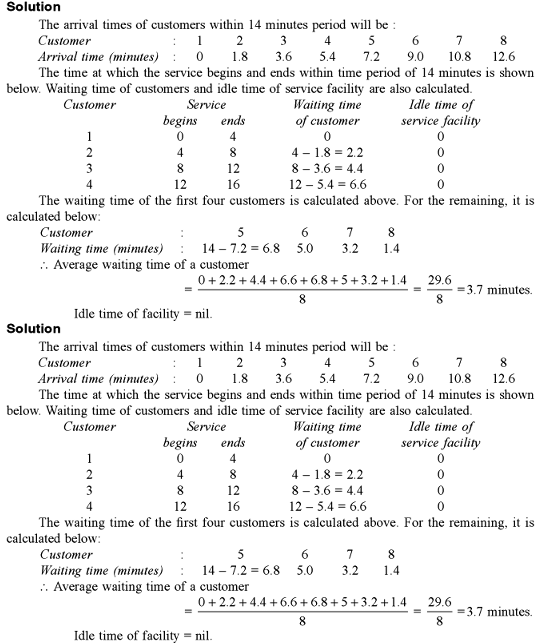 Solution
The arrival times of customers within 14 minutes period will be :
Customer : 1 2 3 4 5 6 7 8
Arrival time (minutes) : 0 1.8 3.6 5.4 7.2 9.0 10.8 12.6
The time at which the service begins and ends within time period of 14 minutes is shown
below. Waiting time of customers and idle time of service facility are also calculated.
Customer Service Waiting time Idle time of
begins ends of customer service facility
1 0 4 0 0
2 4 8 4 – 1.8 = 2.2 0
3 8 12 8 – 3.6 = 4.4 0
4 12 16 12 – 5.4 = 6.6 0
The waiting time of the first four customers is calculated above. For the remaining, it is
calculated below:
Customer : 5 6 7 8
Waiting time (minutes) : 14 – 7.2 = 6.8 5.0 3.2 1.4
∴ Average waiting time of a customer
= (0 + 2.2 + 4.4 + 6.6 + 6.8 + 5 + 3.2 + 1.4) / 8 = 29.6 / 8 = 3.7 minutes.
Idle time of facility = nil.
Solution
The arrival times of customers within 14 minutes period will be :
Customer : 1 2 3 4 5 6 7 8
Arrival time (minutes) : 0 1.8 3.6 5.4 7.2 9.0 10.8 12.6
The time at which the service begins and ends within time period of 14 minutes is shown
below. Waiting time of customers and idle time of service facility are also calculated.
Customer Service Waiting time Idle time of
begins ends of customer service facility
1 0 4 0 0
2 4 8 4 – 1.8 = 2.2 0
3 8 12 8 – 3.6 = 4.4 0
4 12 16 12 – 5.4 = 6.6 0
The waiting time of the first four customers is calculated above. For the remaining, it is
calculated below:
Customer : 5 6 7 8
Waiting time (minutes) : 14 – 7.2 = 6.8 5.0 3.2 1.4
∴ Average waiting time of a customer
= (0 + 2.2 + 4.4 + 6.6 + 6.8 + 5 + 3.2 + 1.4) / 8 = 29.6 / 8 = 3.7 minutes.
Idle time of facility = nil.